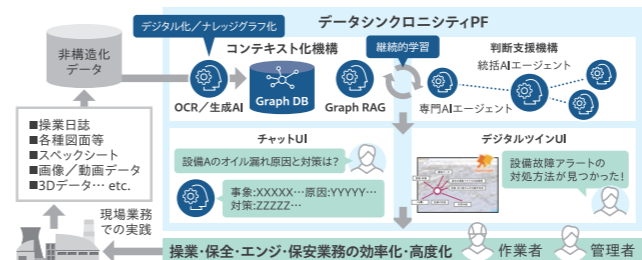 データシンクロニシティPF
デジタル化／ナレッジグラフ化
非構造化
データ
コンテキスト化機構
継続的学習
判断支援機構
統括AIエージェント
Graph DB
OCR／生成AI
Graph RAG
専門AIエージェント
■操業日誌
■各種図面等
■スペックシート
■画像／動画データ
■3Dデータ… etc.
チャットUI
設備Aのオイル漏れ原因と対策は？
事象:XXXXX…原因:YYYYY…
対策:ZZZZZ…
デジタルツインUI
設備故障アラートの
対処方法が見つかった！
現場業務
での実践
操業・保全・エンジ・保安業務の効率化・高度化
作業者
管理者